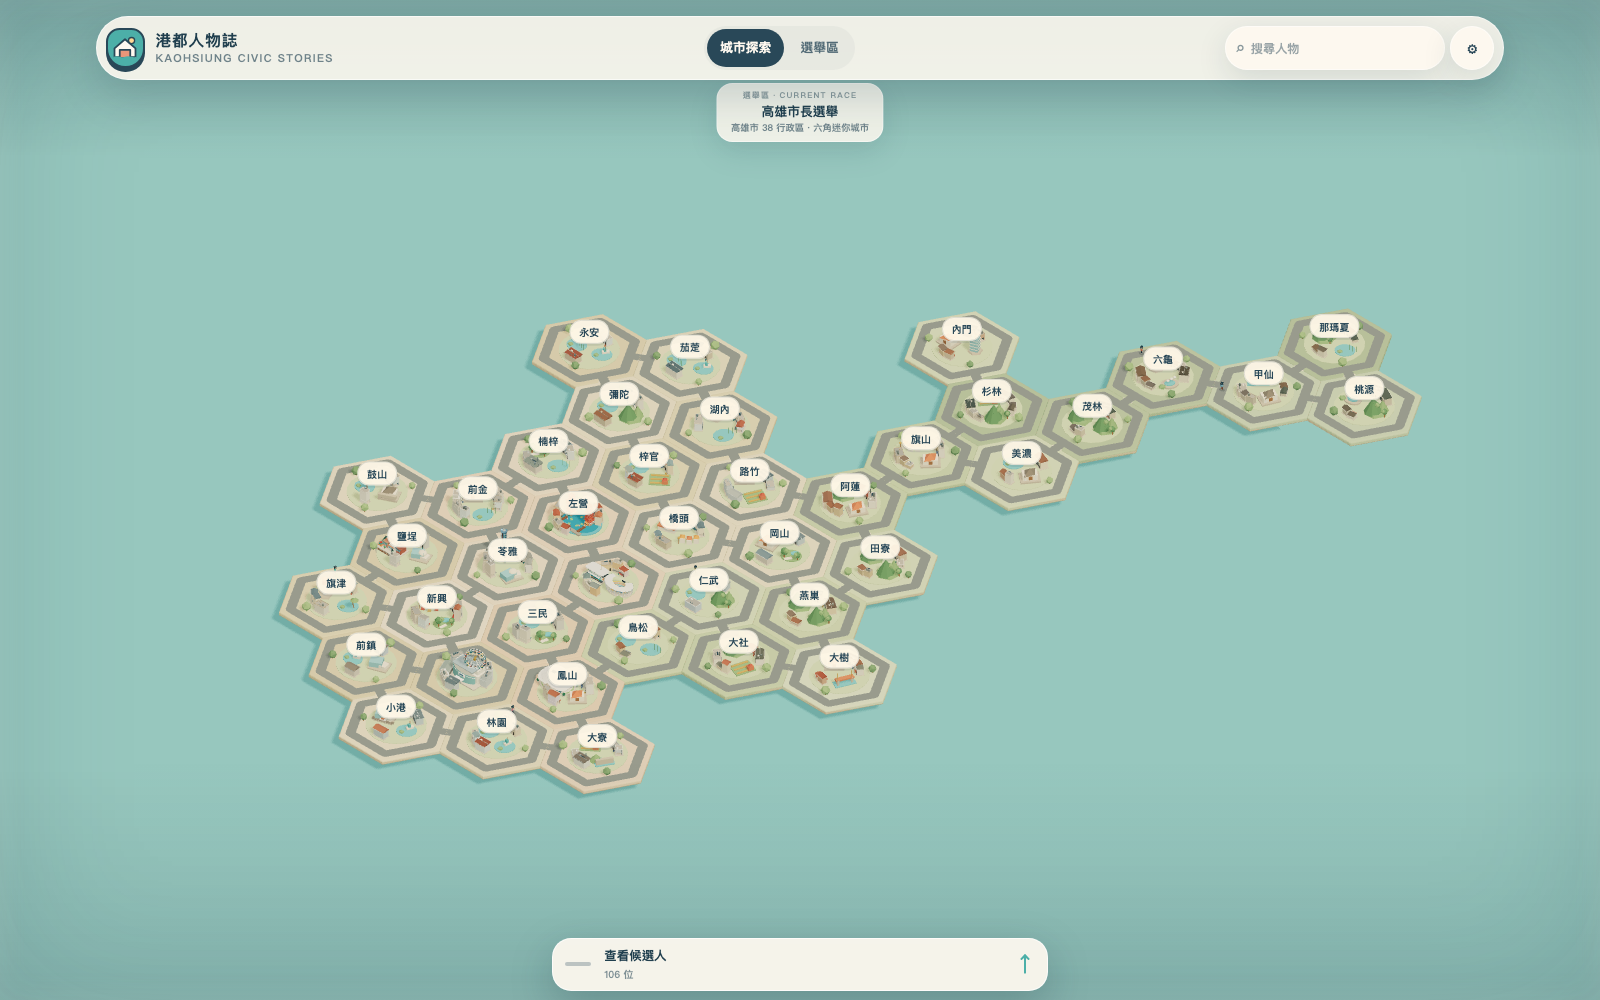 港都人物誌
KAOHSIUNG CIVIC STORIES
城市探索
選舉區
搜尋人物
選舉區 · CURRENT RACE
高雄市長選舉
高雄市 38 行政區 · 六角迷你城市
永安
茄萣
內門
那瑪夏
六龜
甲仙
桃源
彌陀
湖內
杉林
茂林
楠梓
梓官
路竹
旗山
美濃
鼓山
前金
左營
阿蓮
橋頭
岡山
鹽埕
苓雅
田寮
旗津
新興
三民
仁武
燕巢
前鎮
鳥松
大社
大樹
鳳山
小港
林園
大寮
查看候選人
106 位